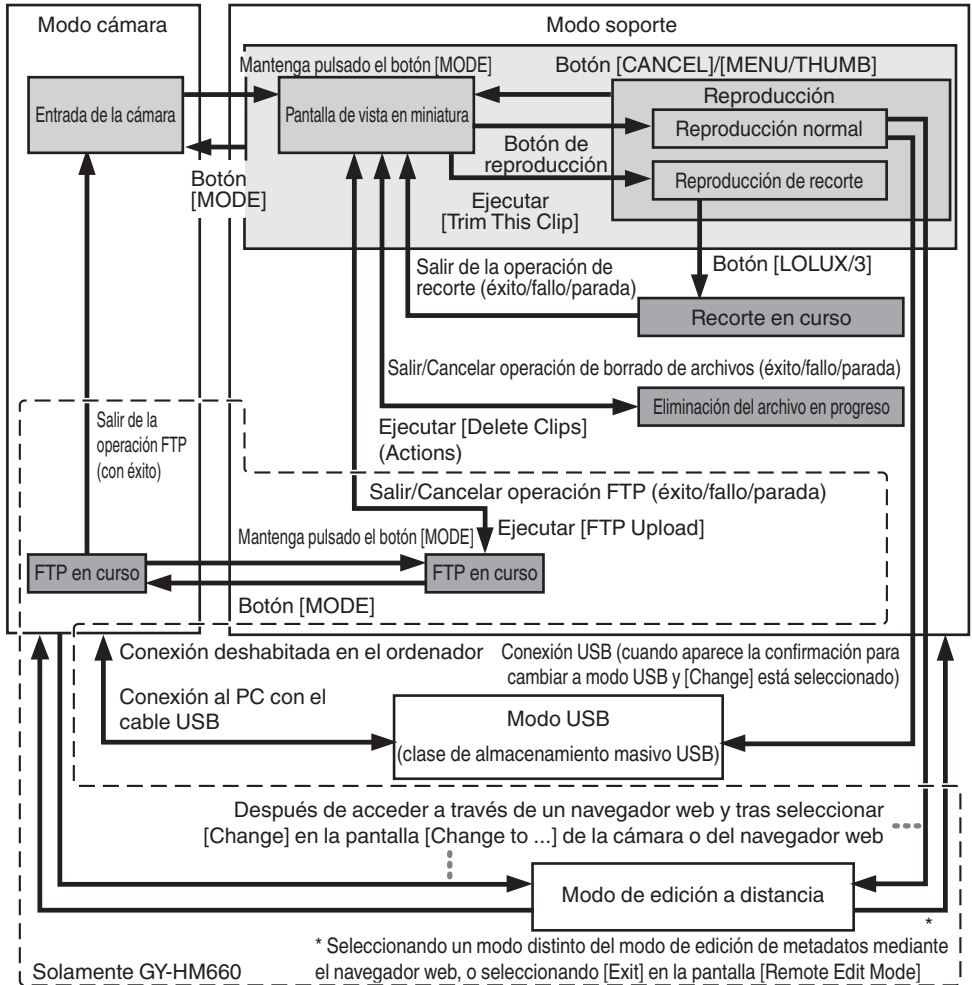 Modo cámara
Modo soporte
Mantenga pulsado el botón [MODE]
Botón [CANCEL]/[MENU/THUMB]
Entrada de la cámara
Pantalla de vista en miniatura
Reproducción
Reproducción normal
Botón de
reproducción
Reproducción de recorte
Botón
[MODE]
Ejecutar
[Trim This Clip]
Salir de la operación de
recorte (éxito/fallo/parada)
Botón [LOLUX/3]
Recorte en curso
Salir/Cancelar operación de borrado de archivos (éxito/fallo/parada)
Eliminación del archivo en progreso
Salir de la
operación FTP
(con éxito)
Ejecutar [Delete Clips]
(Actions)
Salir/Cancelar operación FTP (éxito/fallo/parada)
Ejecutar [FTP Upload]
Mantenga pulsado el botón [MODE]
FTP en curso
FTP en curso
Botón [MODE]
Conexión deshabitada en el ordenador
Conexión USB (cuando aparece la confirmación para
cambiar a modo USB y [Change] está seleccionado)
Conexión al PC con el
cable USB
Modo USB
(clase de almacenamiento masivo USB)
Después de acceder a través de un navegador web y tras seleccionar
[Change] en la pantalla [Change to ...] de la cámara o del navegador web
Modo de edición a distancia
*
* Seleccionando un modo distinto del modo de edición de metadatos mediante
el navegador web, o seleccionando [Exit] en la pantalla [Remote Edit Mode]
Solamente GY-HM660